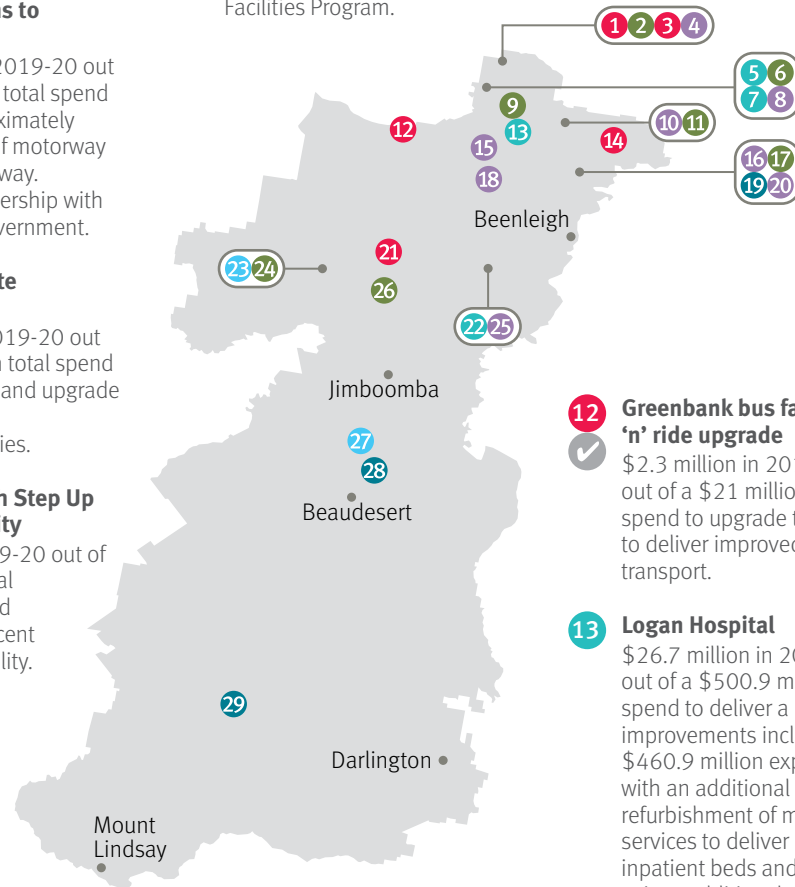 s to
2019-20 out
total spend
ximately
of motorway
way.
ership with
vernment.
te
019-20 out
total spend
and upgrade
ies.
n Step Up
ity
9-20 out of
al
d
cent
lity.
Facilities Program.
1 2 3 4
5 6
7 8
9
10 11
12
13
14
15
16 17
19 20
18
Beenleigh
21
23 24
26
22 25
Jimboomba
27
28
Beaudesert
29
Darlington
Mount
Lindsay
12 Greenbank bus fa
‘n’ ride upgrade
$2.3 million in 201
out of a $21 millio
spend to upgrade t
to deliver improved
transport.
13 Logan Hospital
$26.7 million in 20
out of a $500.9 m
spend to deliver a
improvements incl
$460.9 million exp
with an additional
refurbishment of m
services to deliver
inpatient beds and